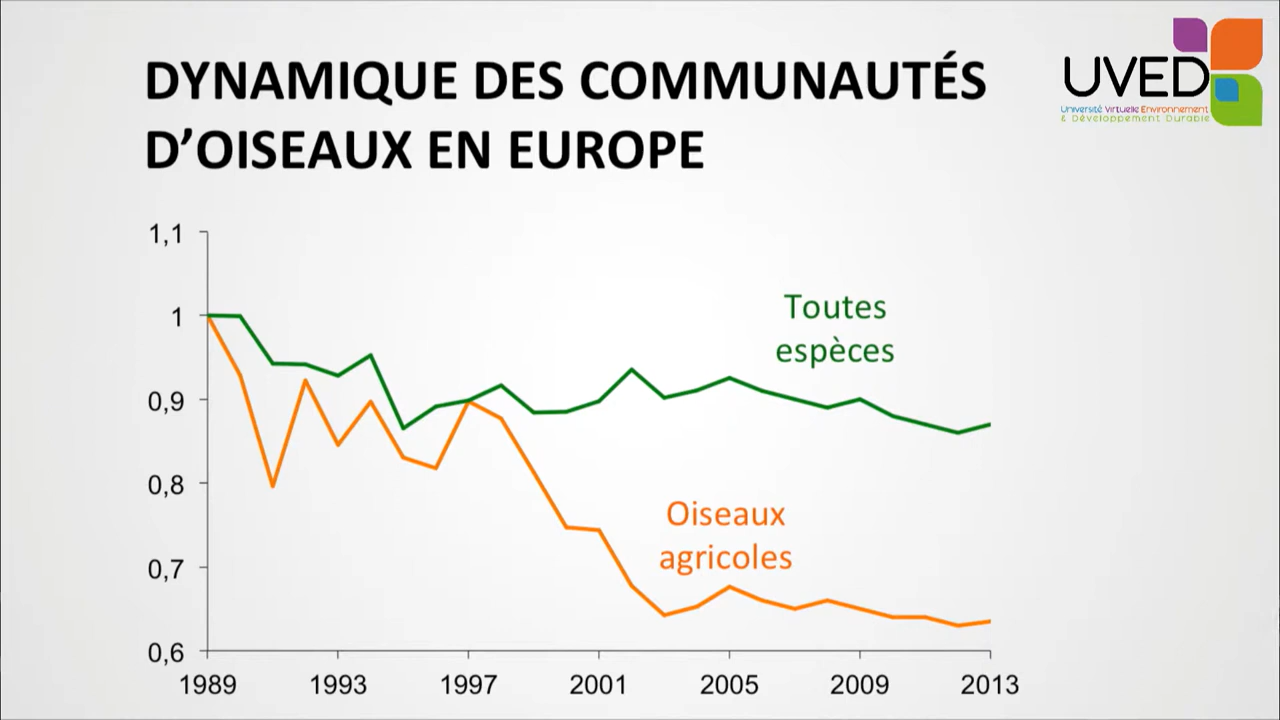 DYNAMIQUE DES COMMUNAUTÉS
D’OISEAUX EN EUROPE
UVED
Université Virtuelle Environnement
& Développement Durable
1,1
1
0,9
0,8
0,7
0,6
Toutes
espèces
Oiseaux
agricoles
1989 1993 1997 2001 2005 2009 2013